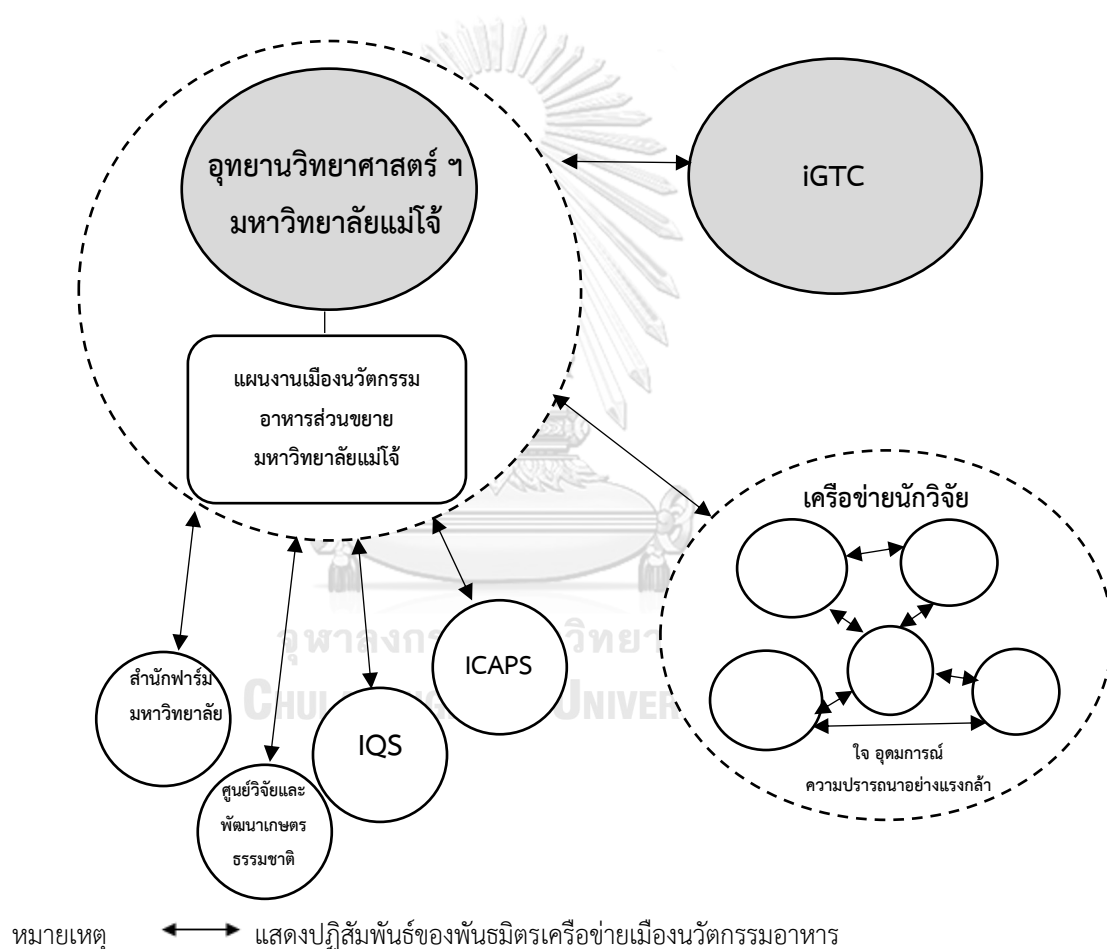 อุทยานวิทยาศาสตร์ ฯ
มหาวิทยาลัยแม่โจ้
iGTC
แผนงานเมืองนวัตกรรม
อาหารส่วนขยาย
มหาวิทยาลัยแม่โจ้
เครือข่ายนักวิจัย
ICAPS
สำนักฟาร์ม
มหาวิทยาลัย
IQS
ศูนย์วิจัยและ
พัฒนาเกษตร
ธรรมชาติ
ใจ อุดมการณ์
ความปรารถนาอย่างแรงกล้า
หมายเหตุ แสดงปฏิสัมพันธ์ของพันธมิตรเครือข่ายเมืองนวัตกรรมอาหาร